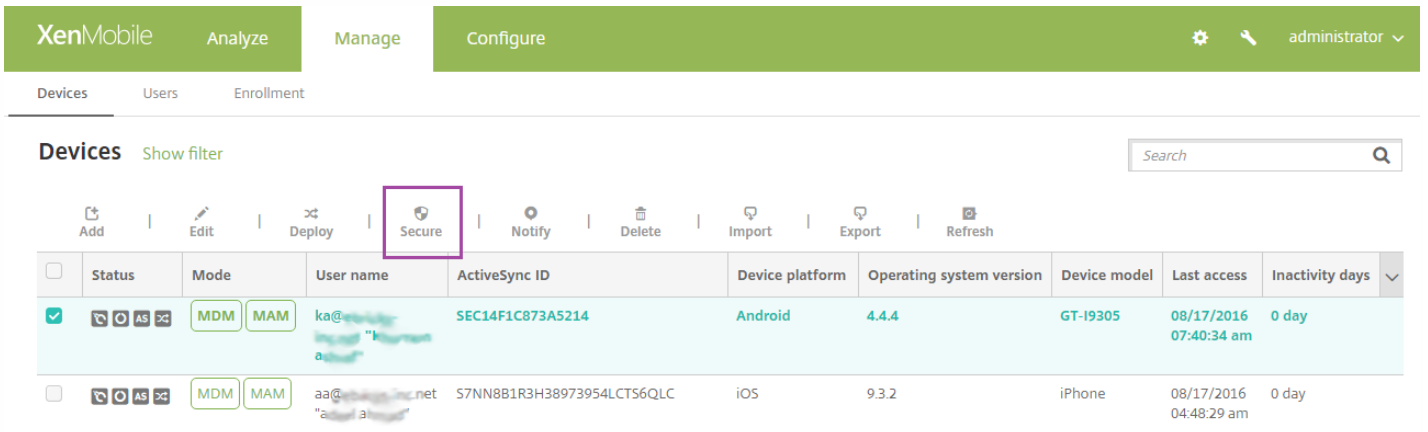 XenMobile Analyze Manage Configure administrator
Devices Users Enrollment
Devices Show filter Search
Add | Edit | Deploy | Secure | Notify | Delete | Import | Export | Refresh
Status Mode User name ActiveSync ID Device platform Operating system version Device model Last access Inactivity days
AS MDM MAM ka@ SEC14F1C873A5214 Android 4.4.4 GT-I9305 08/17/2016 0 day
07:40:34 am
AS MDM MAM aa@ .net S7NN8B1R3H38973954LCTS6QLC iOS 9.3.2 iPhone 08/17/2016 0 day
04:48:29 am